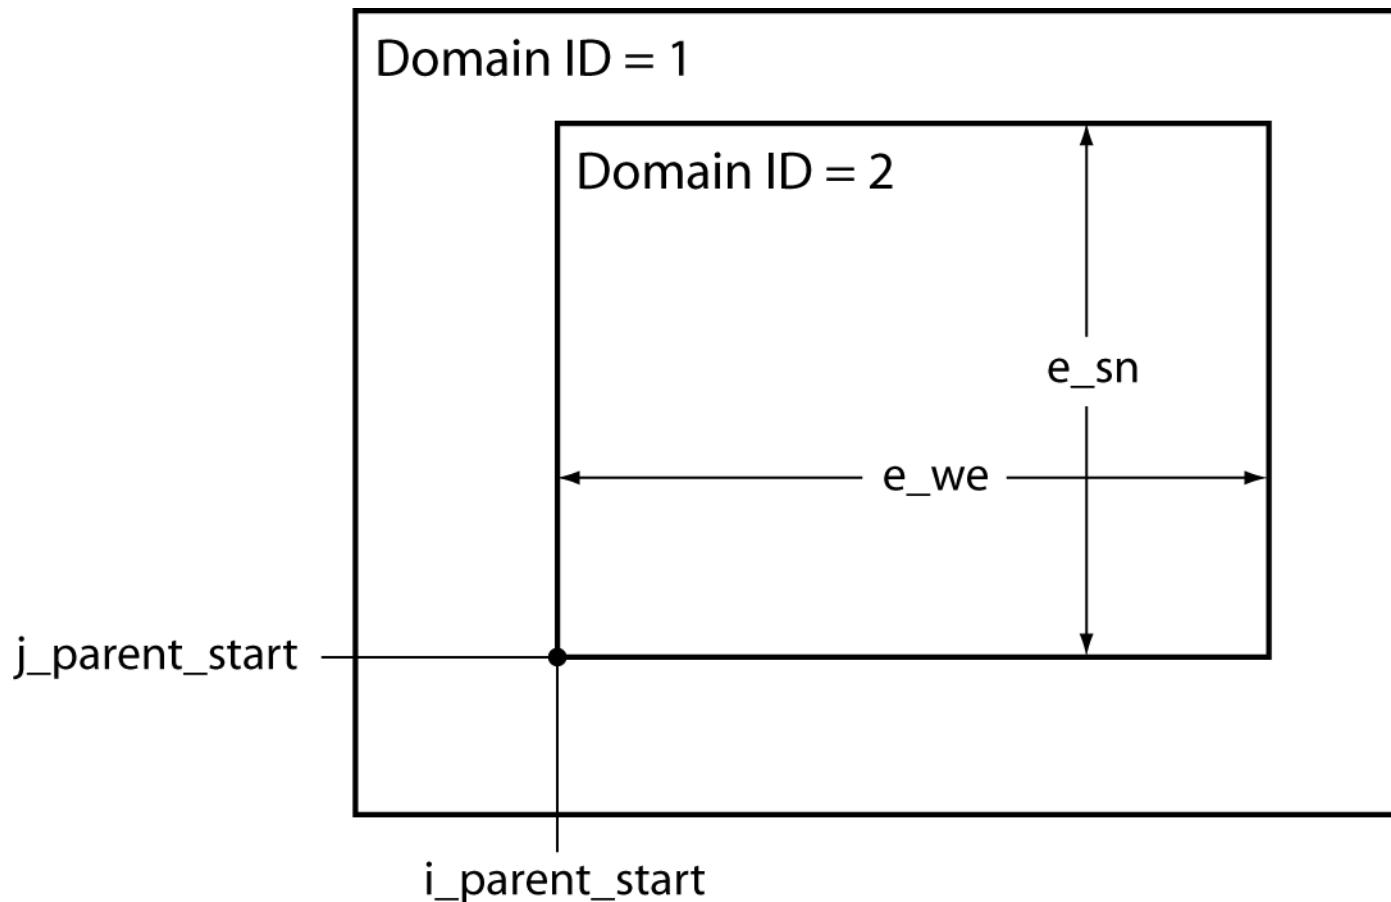 Domain ID = 1
Domain ID = 2
e_sn
e_we
j_parent_start
i_parent_start